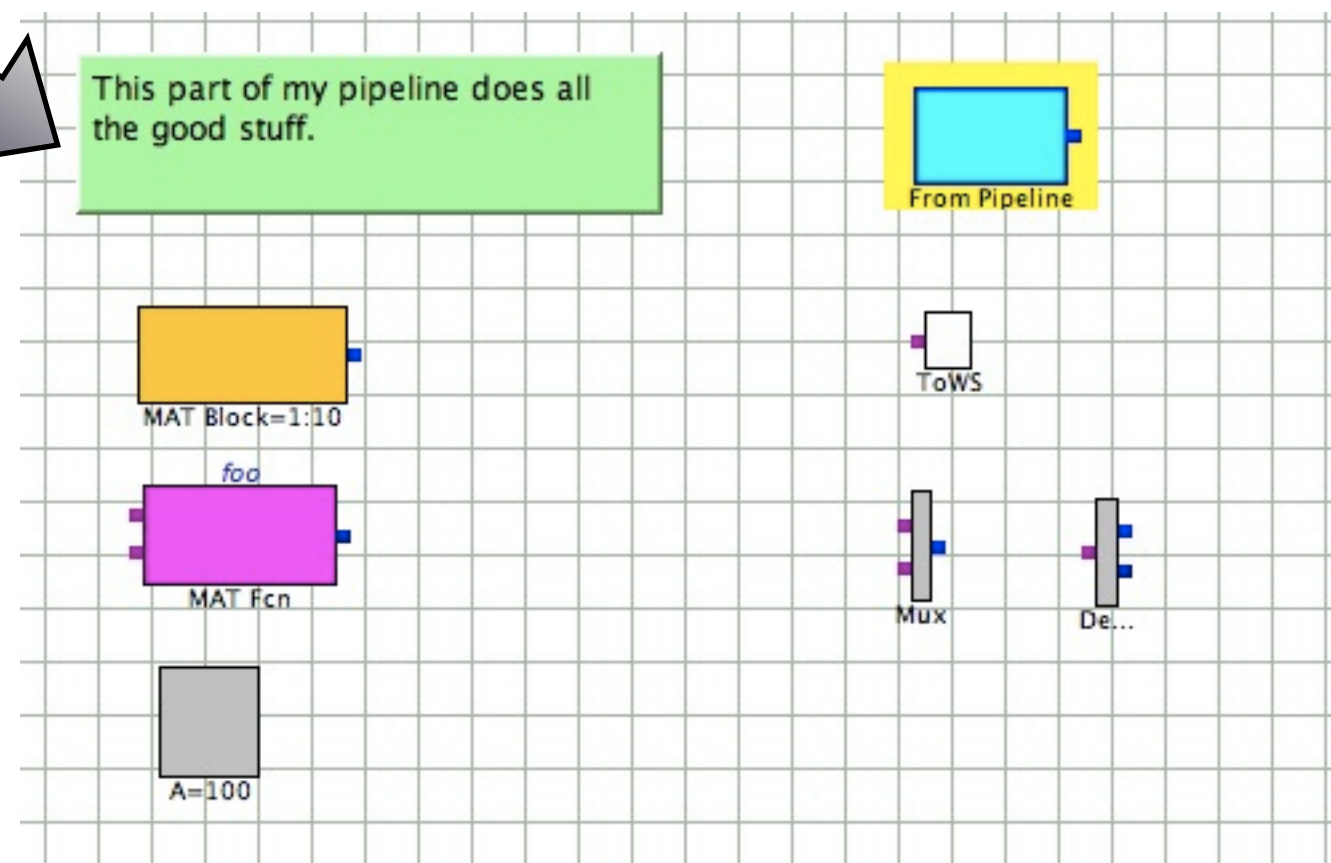 This part of my pipeline does all
the good stuff.
From Pipeline
MAT Block=1:10
ToWS
foo
MAT Fcn
Mux
De...
A=100